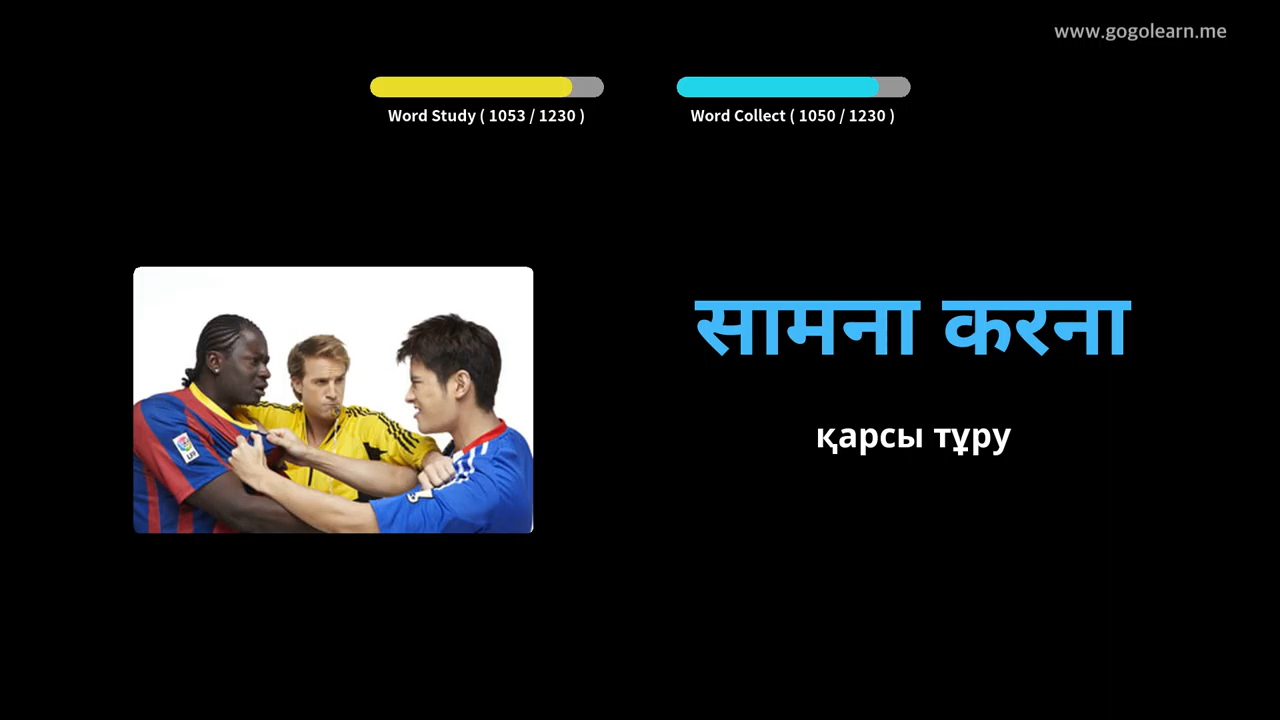 www.gogolearn.me
Word Study ( 1053 / 1230 )
Word Collect ( 1050 / 1230 )
सामना करना
қарсы тұру